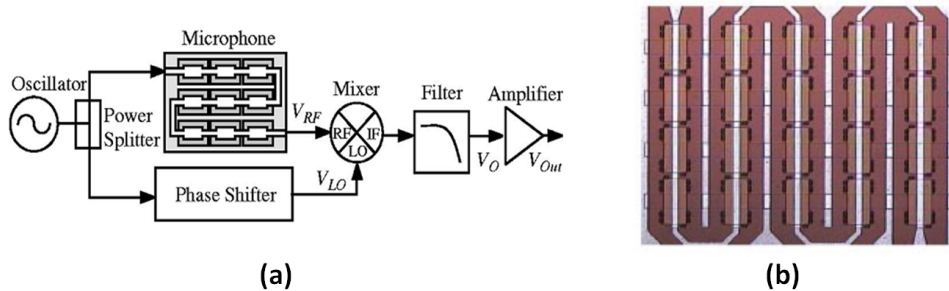 Microphone
Oscillator
Power
Splitter
V_RF
Mixer
RF
IF
LO
Filter
Amplifier
V_O
V_Out
V_LO
Phase Shifter
(a)
(b)